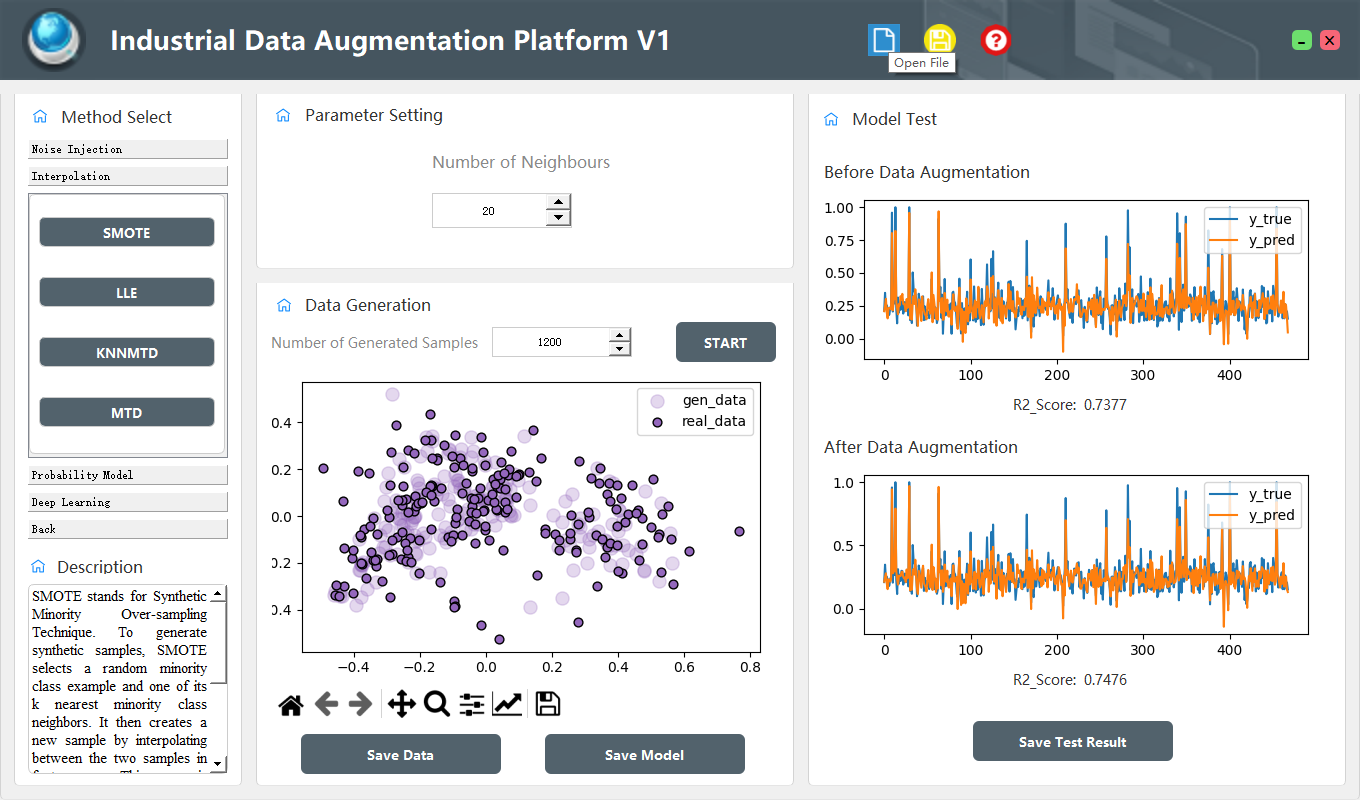 Industrial Data Augmentation Platform V1
Open File
Method Select
Noise Injection
Interpolation
SMOTE
LLE
KNNMTD
MTD
Probability Model
Deep Learning
Back
Description
SMOTE stands for Synthetic
Minority Over-sampling
Technique. To generate
synthetic samples, SMOTE
selects a random minority
class example and one of its
k nearest minority class
neighbors. It then creates a
new sample by interpolating
between the two samples in
Parameter Setting
Number of Neighbours
20
Data Generation
Number of Generated Samples
1200
START
gen_data
real_data
0.4
0.2
0.0
0.2
0.4
−0.4 −0.2 0.0 0.2 0.4 0.6 0.8
Save Data
Save Model
Model Test
Before Data Augmentation
y_true
y_pred
1.00
0.75
0.50
0.25
0.00
0 100 200 300 400
R2_Score: 0.7377
After Data Augmentation
y_true
y_pred
1.0
0.5
0.0
0 100 200 300 400
R2_Score: 0.7476
Save Test Result